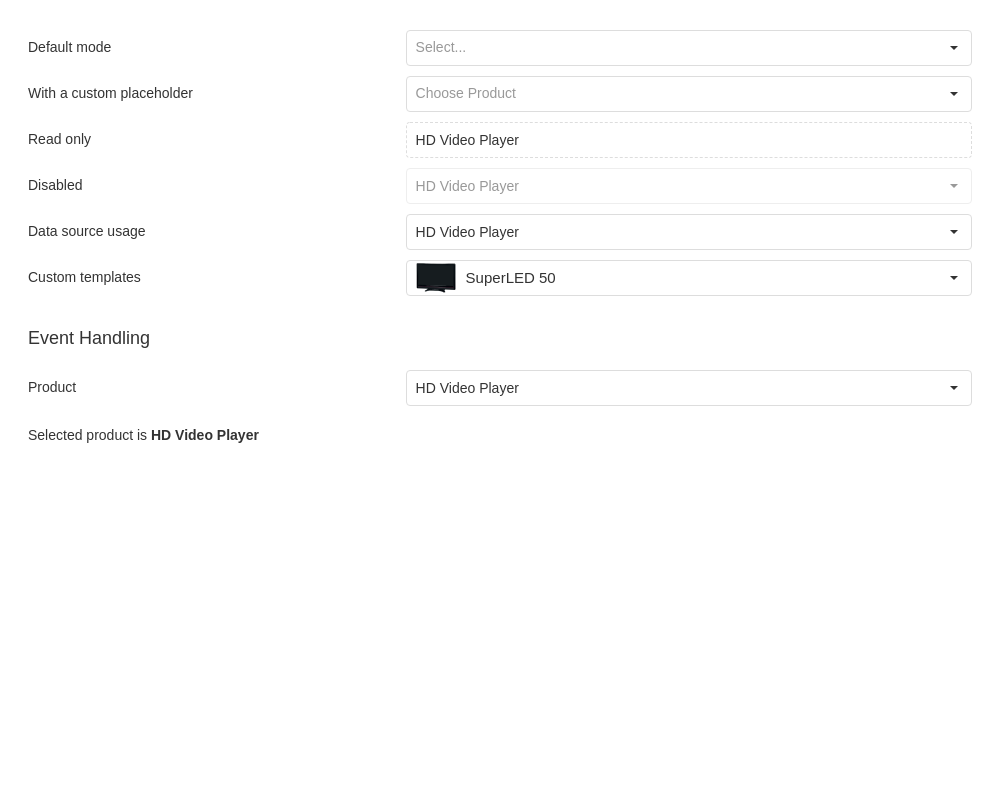 Default mode
Select...
With a custom placeholder
Choose Product
Read only
HD Video Player
Disabled
HD Video Player
Data source usage
HD Video Player
Custom templates
SuperLED 50
Event Handling
Product
HD Video Player
Selected product is HD Video Player